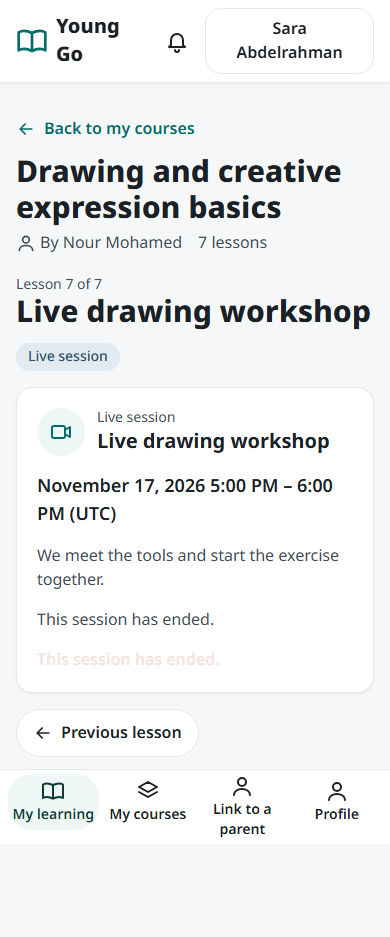 Young
Go
Sara
Abdelrahman
Back to my courses
Drawing and creative
expression basics
By Nour Mohamed 7 lessons
Lesson 7 of 7
Live drawing workshop
Live session
Live session
Live drawing workshop
November 17, 2026 5:00 PM – 6:00
PM (UTC)
We meet the tools and start the exercise
together.
This session has ended.
This session has ended.
Previous lesson
My learning
My courses
Link to a
parent
Profile